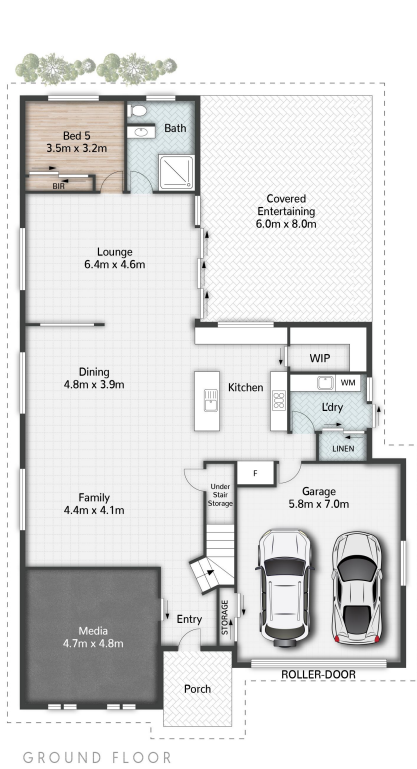 Bed 5
3.5m x 3.2m
BIR
Bath
Covered
Entertaining
6.0m x 8.0m
Lounge
6.4m x 4.6m
Dining
4.8m x 3.9m
Kitchen
WIP
WM
L'dry
LINEN
F
Family
4.4m x 4.1m
Under
Stair
Storage
Garage
5.8m x 7.0m
Media
4.7m x 4.8m
Entry
STORAGE
Porch
ROLLER-DOOR
GROUND FLOOR